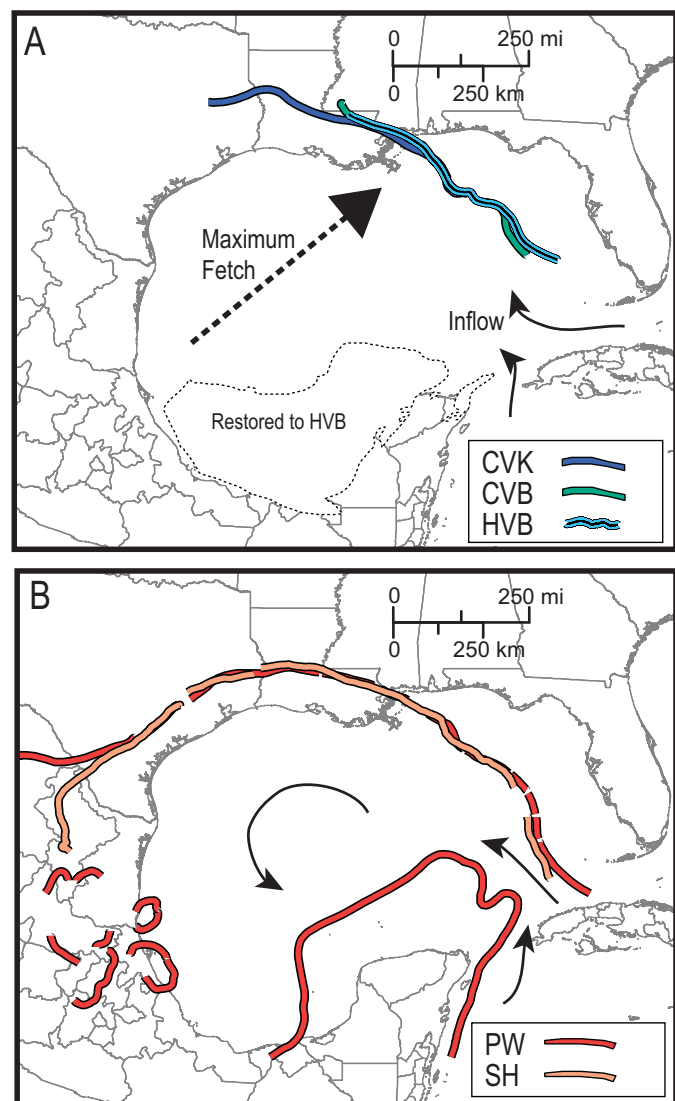 A
0 250 mi
0 250 km
Maximum
Fetch
Inflow
Restored to HVB
CVK
CVB
HVB
B
0 250 mi
0 250 km
PW
SH